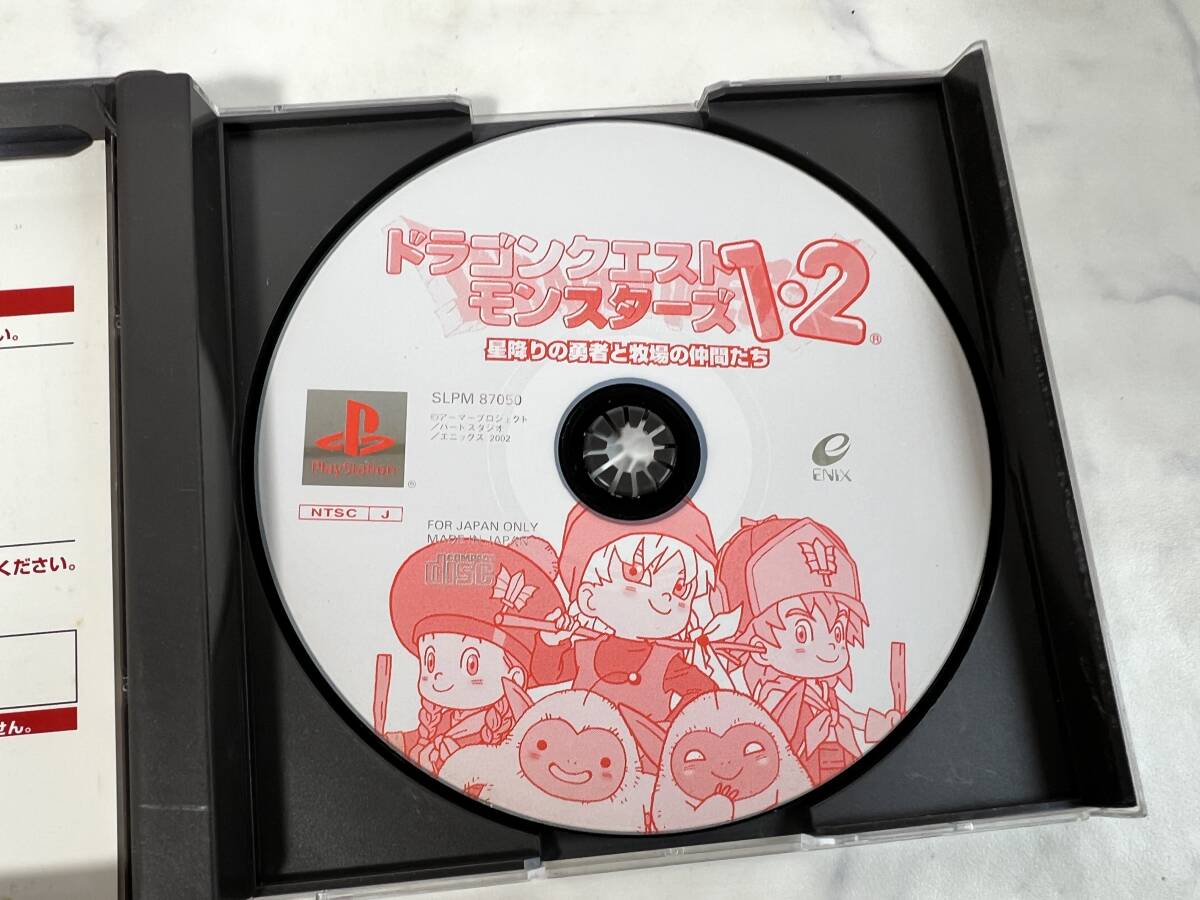 い。
ください。
せん。
ドラゴンクエスト
モンスターズ1・2®
星降りの勇者と牧場の仲間たち
SLPM 87050
©アーマープロジェクト
/ハートスタジオ
/エニックス 2002
PlayStation®
NTSC J
FOR JAPAN ONLY
MADE IN JAPAN
COMPACT
disc
ENIX